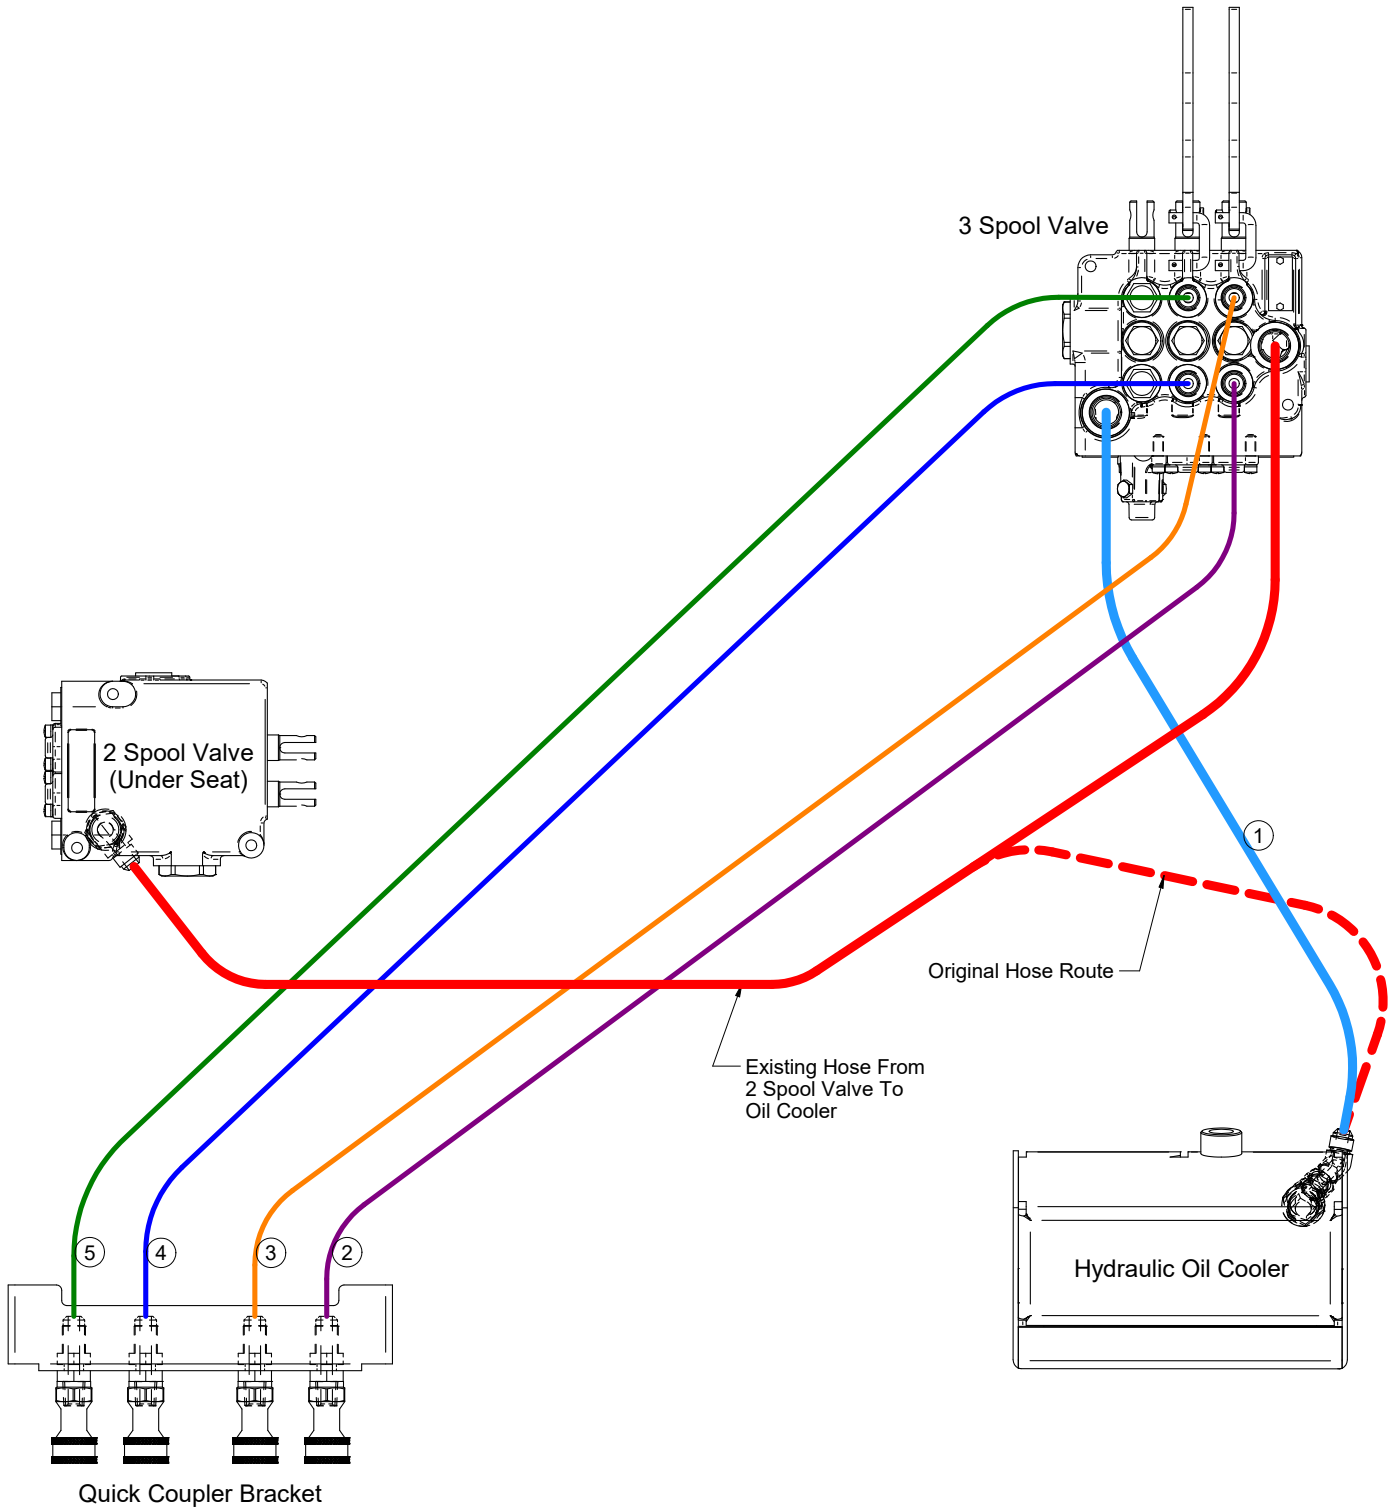 3 Spool Valve
2 Spool Valve
(Under Seat)
1
Original Hose Route
Existing Hose From
2 Spool Valve To
Oil Cooler
5
4
3
2
Hydraulic Oil Cooler
Quick Coupler Bracket